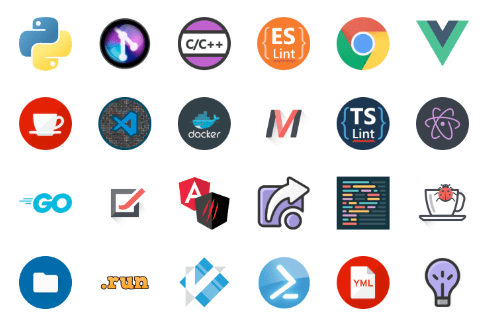 C/C++
ES
Lint
docker
TS
Lint
GO
A
.run
YML